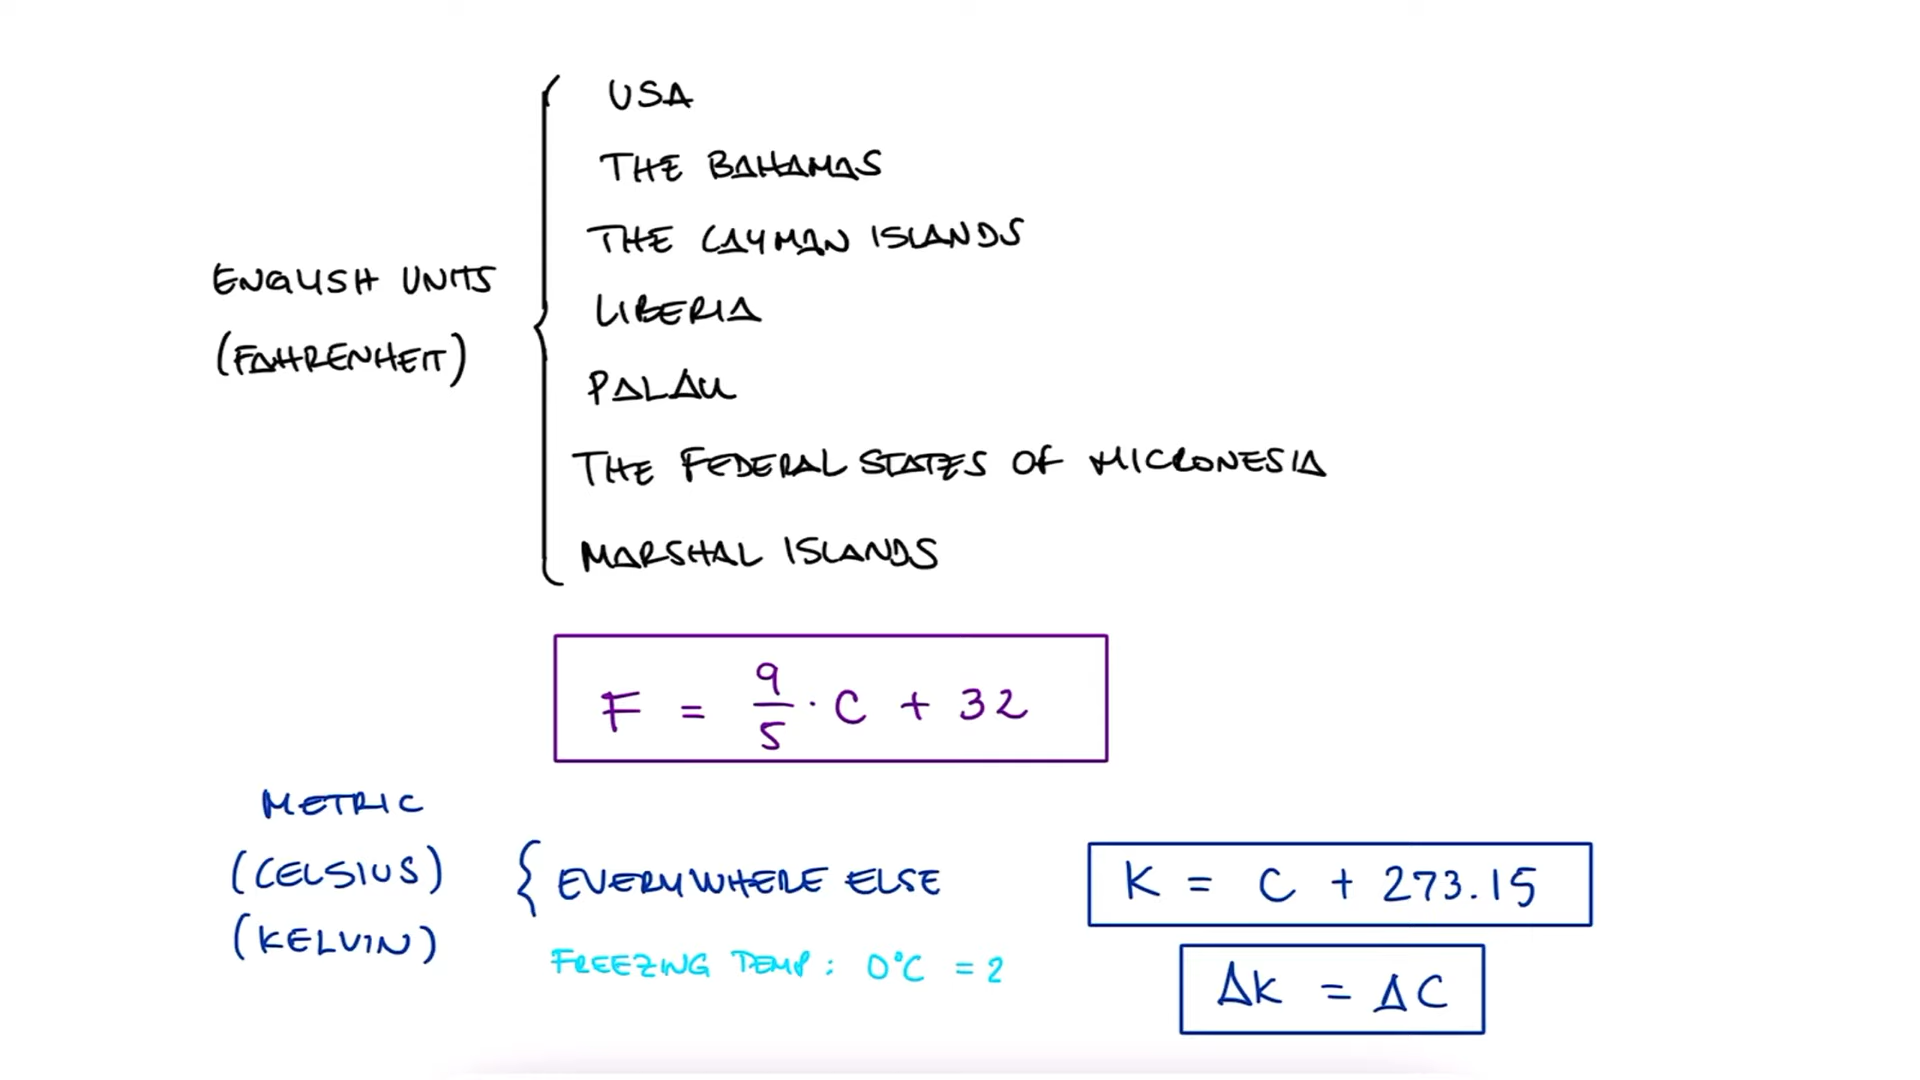 USA
THE BAHAMAS
THE CAYMAN ISLANDS
ENGLISH UNITS
LIBERIA
(FAHRENHEIT)
PALAU
THE FEDERAL STATES OF MICRONESIA
MARSHAL ISLANDS
F = 9/5 · C + 32
METRIC
(CELSIUS)
{ EVERYWHERE ELSE
K = C + 273.15
(KELVIN)
FREEZING TEMP: 0°C = 2
ΔK = ΔC